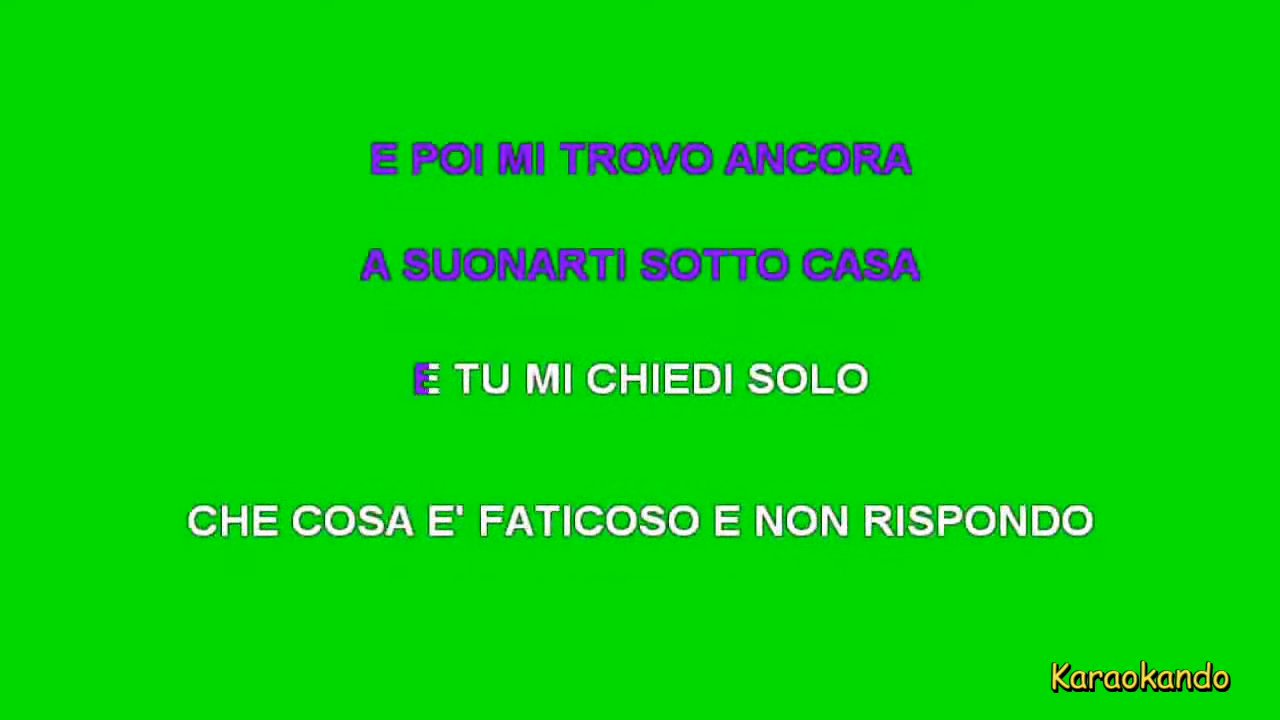 E POI MI TROVO ANCORA
A SUONARTI SOTTO CASA
E TU MI CHIEDI SOLO
CHE COSA E' FATICOSO E NON RISPONDO
Karaokando